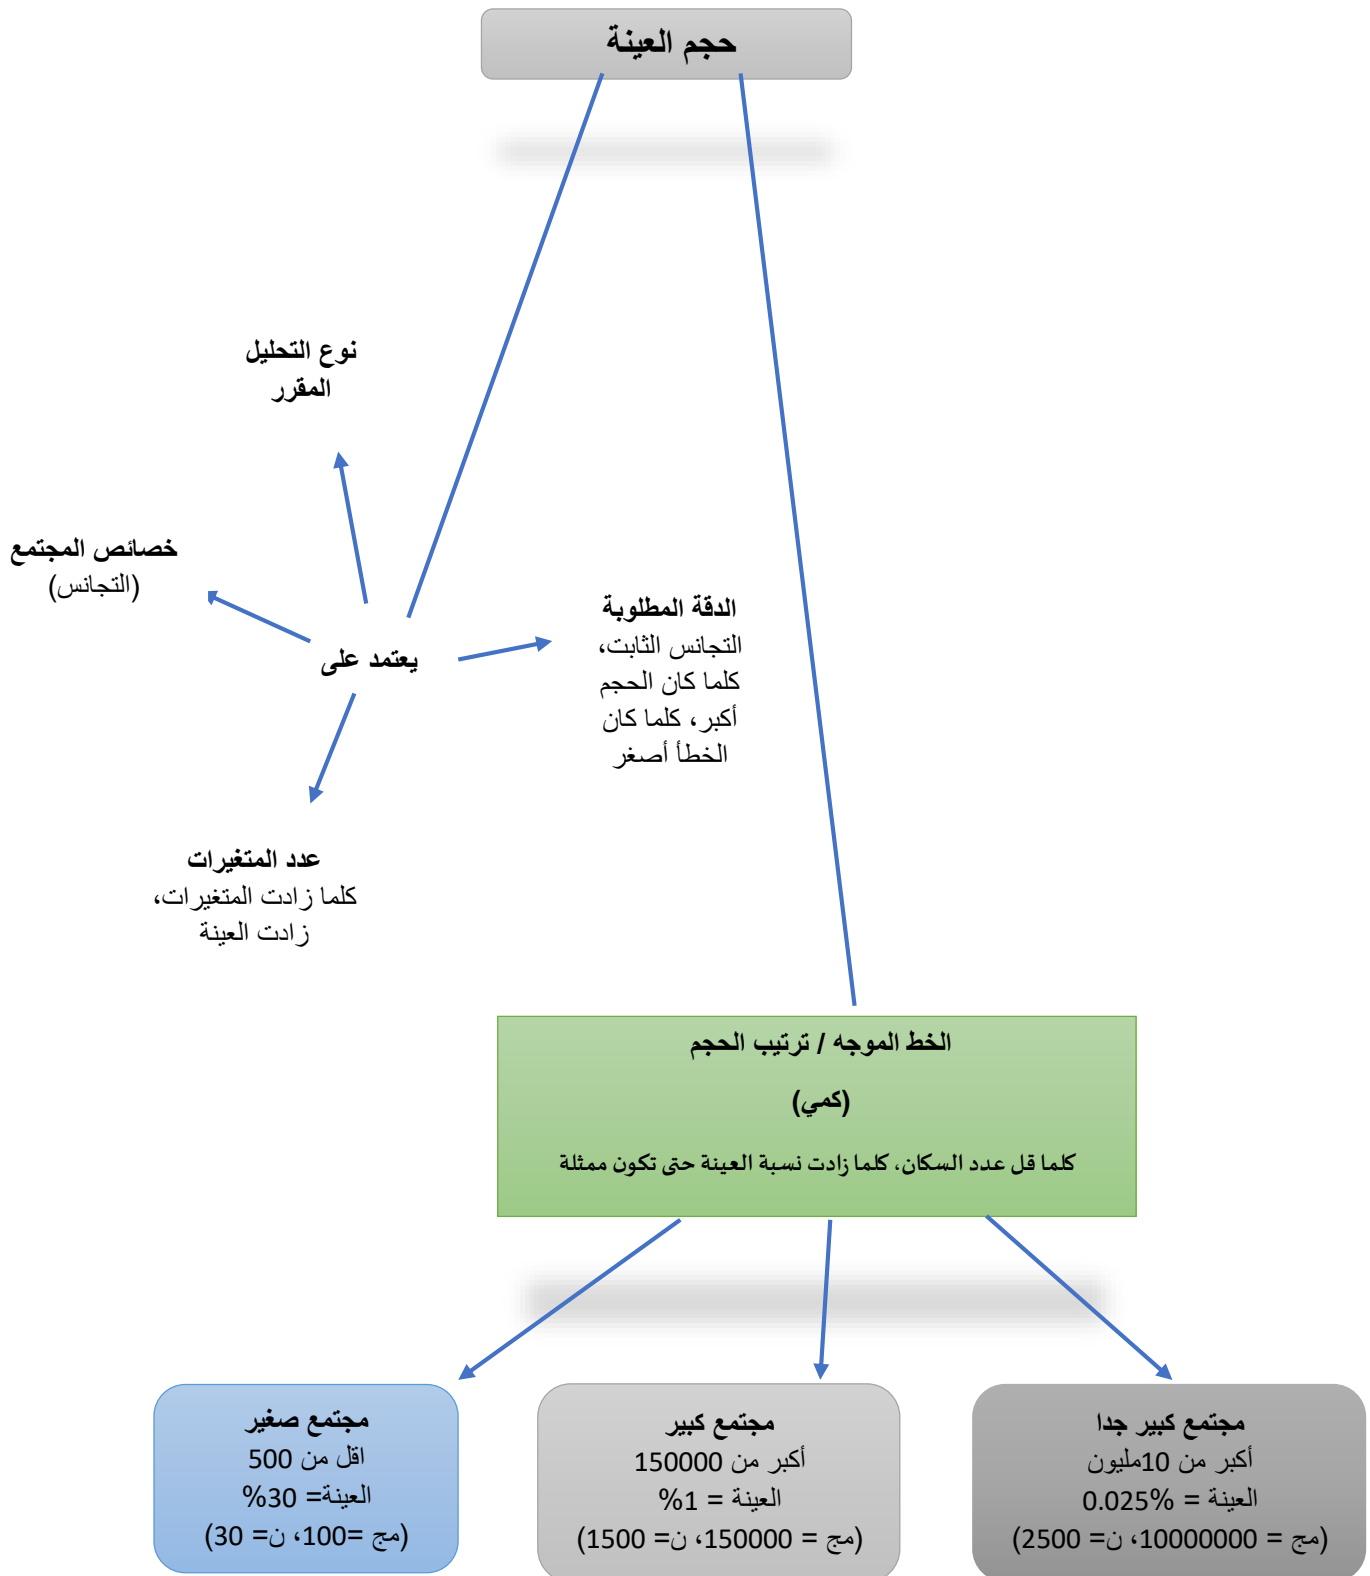 حجم العينة
نوع التحليل
المقرر
خصائص المجتمع
(التجانس)
يعتمد على
الدقة المطلوبة
التجانس الثابت،
كلما كان الحجم
أكبر، كلما كان
الخطأ أصغر
عدد المتغيرات
كلما زادت المتغيرات،
زادت العينة
الخط الموجه / ترتيب الحجم
(كمي)
كلما قل عدد السكان، كلما زادت نسبة العينة حتى تكون ممثلة
مجتمع كبير جدا
أكبر من 10مليون
العينة = %0.025
(مج = 10000000، ن= 2500)
مجتمع كبير
أكبر من 150000
العينة = 1%
(مج = 150000، ن= 1500)
مجتمع صغير
اقل من 500
العينة= 30%
(مج =100، ن= 30)